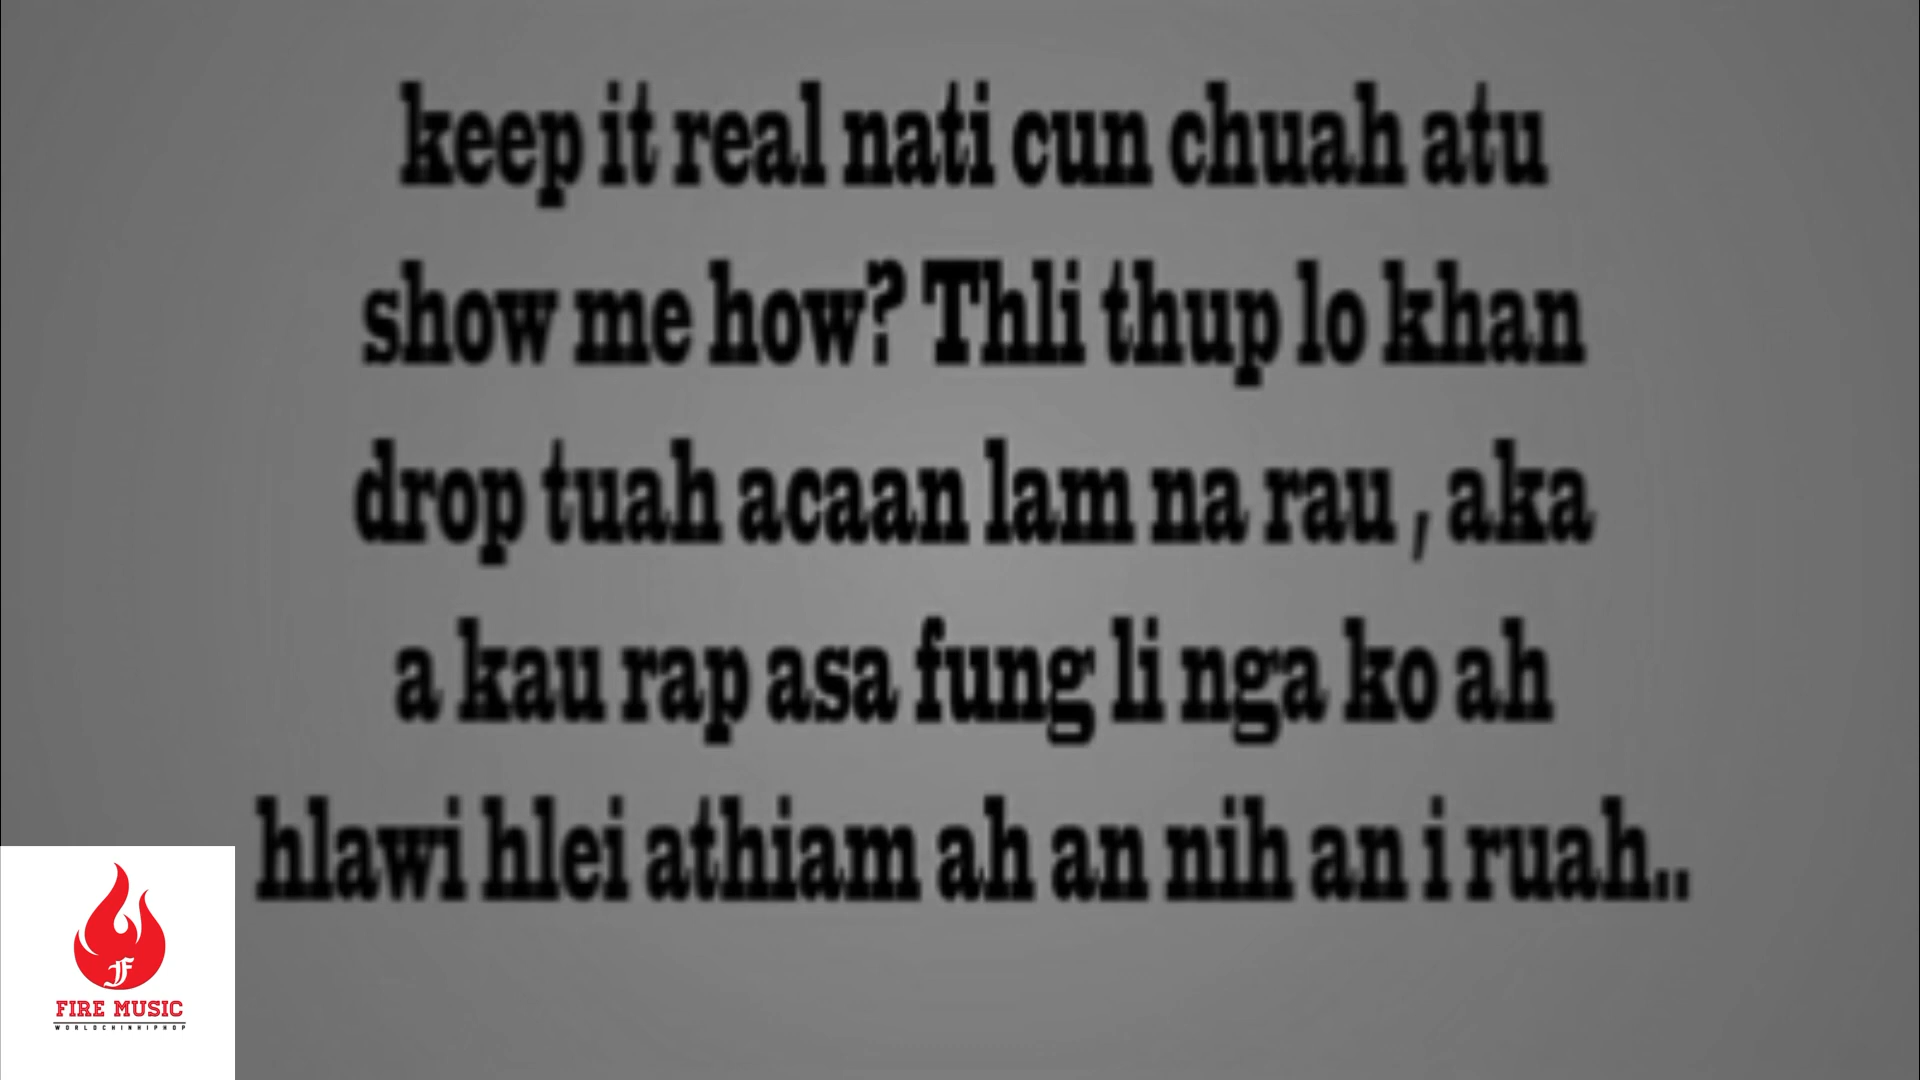 keep it real nati cun chuah atu
show me how? Thli thup lo khan
drop tuah acaan lam na rau , aka
a kau rap asa fung li nga ko ah
hlawi hlei athiam ah an nih an i ruah..
F
FIRE MUSIC
WORLDCHINHIPHOP